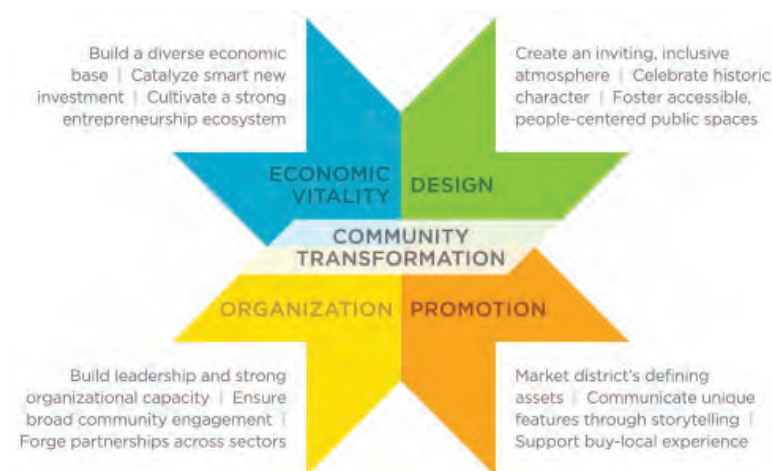 Build a diverse economic
base | Catalyze smart new
investment | Cultivate a strong
entrepreneurship ecosystem
Create an inviting, inclusive
atmosphere | Celebrate historic
character | Foster accessible,
people-centered public spaces
ECONOMIC
VITALITY
DESIGN
COMMUNITY
TRANSFORMATION
ORGANIZATION
PROMOTION
Build leadership and strong
organizational capacity | Ensure
broad community engagement |
Forge partnerships across sectors
Market district's defining
assets | Communicate unique
features through storytelling |
Support buy-local experience